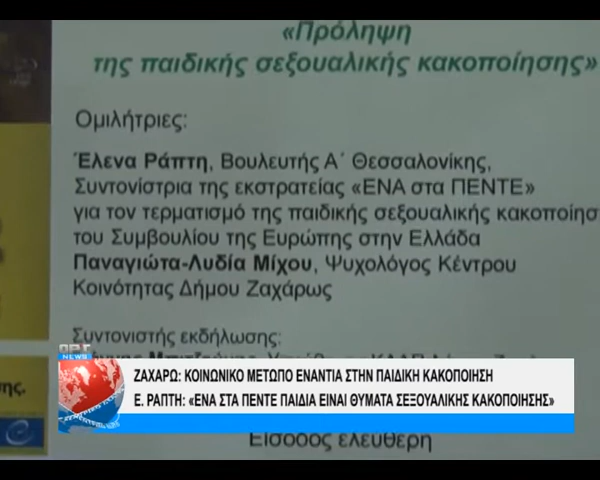 «Πρόληψη
της παιδικής σεξουαλικής κακοποίησης»
Ομιλήτριες:
Έλενα Ράπτη, Βουλευτής Α΄ Θεσσαλονίκης,
Συντονίστρια της εκστρατείας «ΕΝΑ στα ΠΕΝΤΕ»
για τον τερματισμό της παιδικής σεξουαλικής κακοποίησ
του Συμβουλίου της Ευρώπης στην Ελλάδα
Παναγιώτα-Λυδία Μίχου, Ψυχολόγος Κέντρου
Κοινότητας Δήμου Ζαχάρως
Συντονιστής εκδήλωσης:
ORT
NEWS
ΖΑΧΑΡΩ: ΚΟΙΝΩΝΙΚΟ ΜΕΤΩΠΟ ΕΝΑΝΤΙΑ ΣΤΗΝ ΠΑΙΔΙΚΗ ΚΑΚΟΠΟΙΗΣΗ
Ε. ΡΑΠΤΗ: «ΕΝΑ ΣΤΑ ΠΕΝΤΕ ΠΑΙΔΙΑ ΕΙΝΑΙ ΘΥΜΑΤΑ ΣΕΞΟΥΑΛΙΚΗΣ ΚΑΚΟΠΟΙΗΣΗΣ»
σης.
Είσοδος ελεύθερη